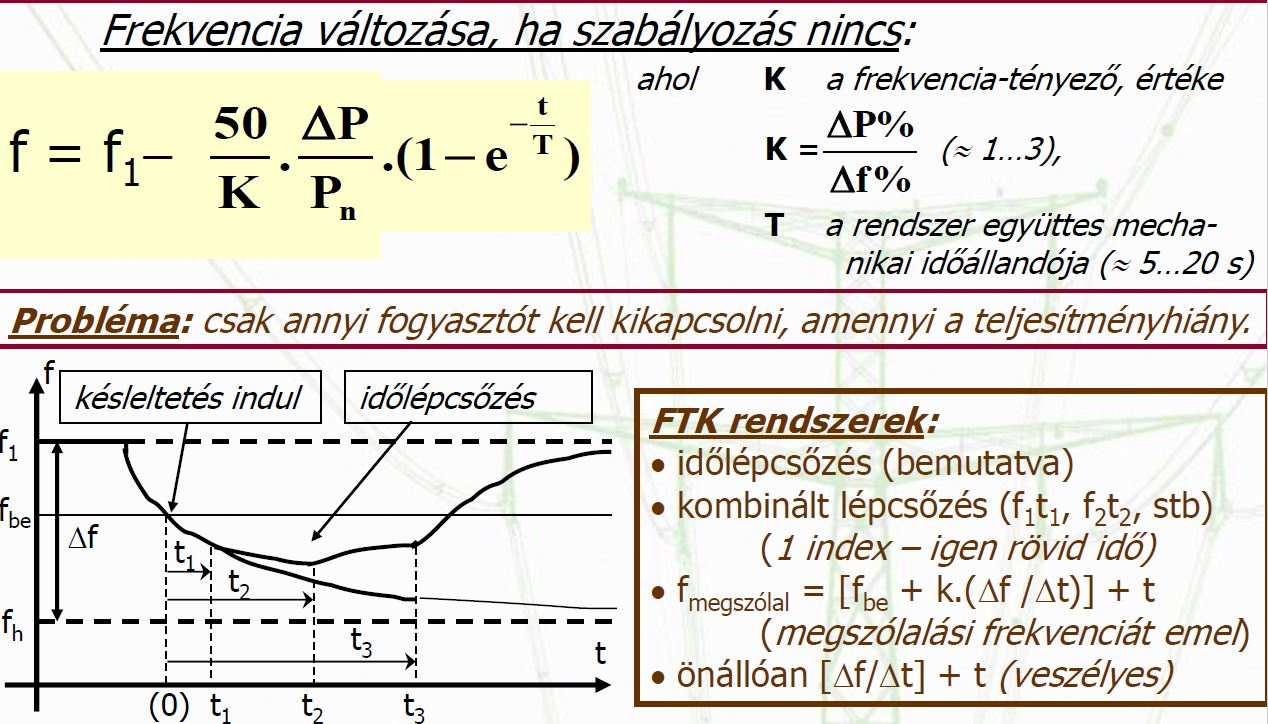 Frekvencia változása, ha szabályozás nincs:
f = f1– 50/K . ΔP/Pn .(1 – e^(–t/T))
ahol K a frekvencia-tényező, értéke
K = ΔP%/Δf% (≈ 1...3),
T a rendszer együttes mecha-
nikai időállandója (≈ 5...20 s)
Probléma: csak annyi fogyasztót kell kikapcsolni, amennyi a teljesítményhiány.
f
késleltetés indul
időlépcsőzés
f1
fbe
Δf
t1
t2
fh
t3
t
(0) t1 t2 t3
FTK rendszerek:
• időlépcsőzés (bemutatva)
• kombinált lépcsőzés (f1t1, f2t2, stb)
(1 index – igen rövid idő)
• fmegszólal = [fbe + k.(Δf /Δt)] + t
(megszólalási frekvenciát emel)
• önállóan [Δf/Δt] + t (veszélyes)